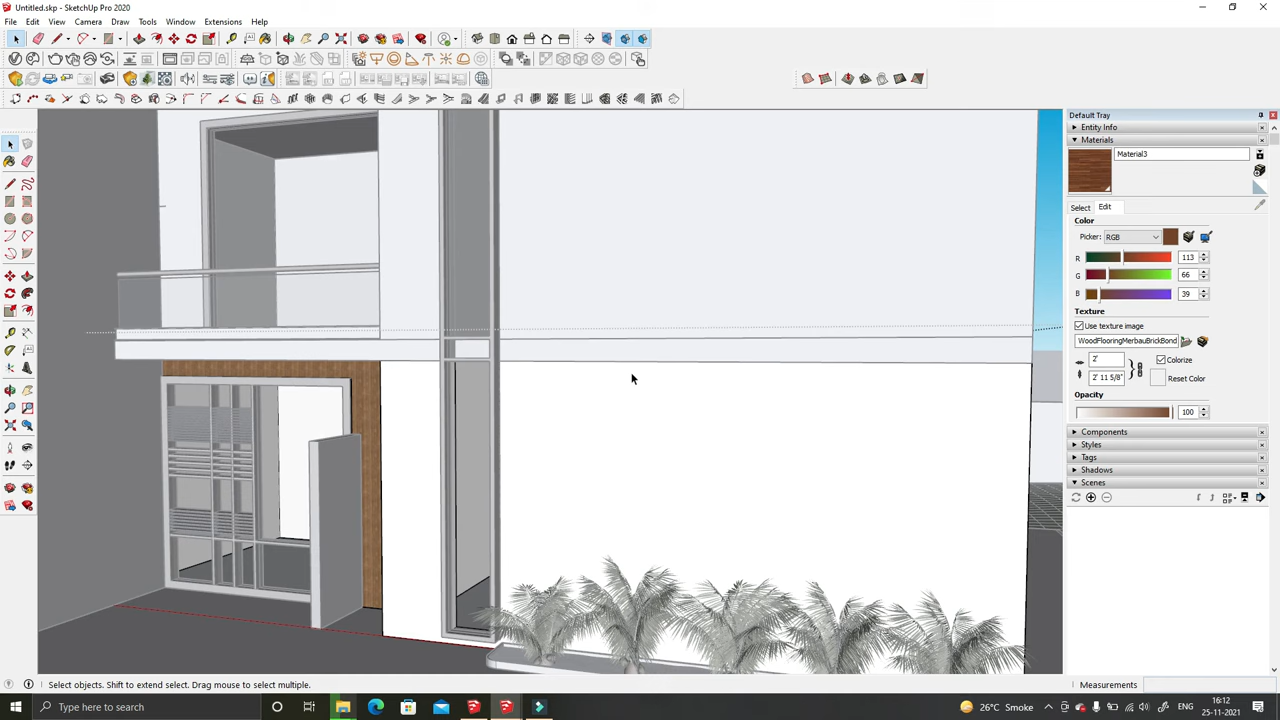 Untitled.skp - SketchUp Pro 2020
File Edit View Camera Draw Tools Window Extensions Help
Default Tray
Entity Info
Materials
Material3
Select Edit
Color
Picker: RGB
R 113
G 66
B 39
Texture
Use texture image
WoodFlooringMerbauBrickBond
2' Colorize
2' 11 5/8" Reset Color
Opacity
100
Components
Styles
Tags
Shadows
Scenes
Select objects. Shift to extend select. Drag mouse to select multiple.
Measurements
Type here to search
26°C Smoke
ENG
16:12
25-11-2021